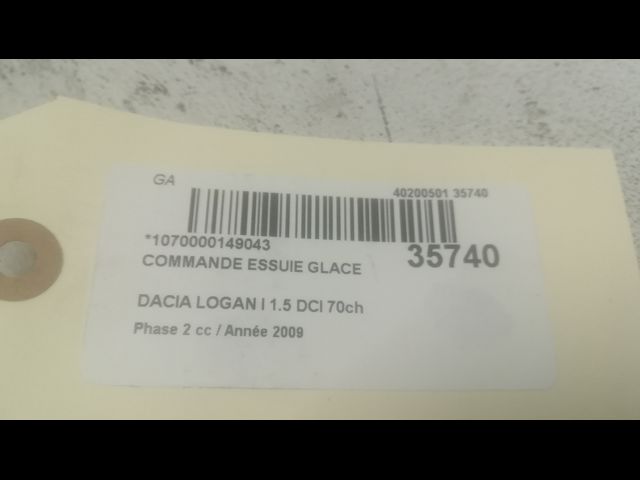 GA
40200501 35740
*1070000149043
35740
COMMANDE ESSUIE GLACE
DACIA LOGAN I 1.5 DCI 70ch
Phase 2 cc / Année 2009